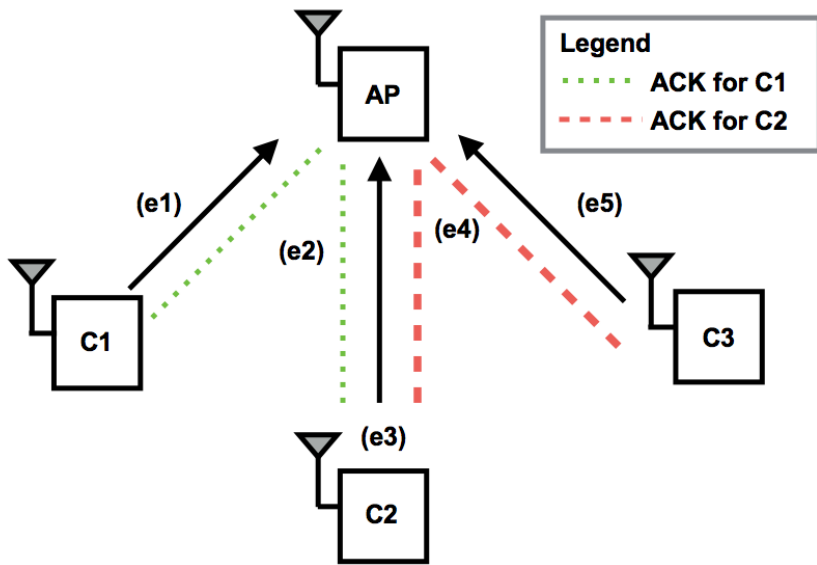 Legend
ACK for C1
ACK for C2
AP
(e1)
(e2)
(e4)
(e5)
C1
C3
(e3)
C2